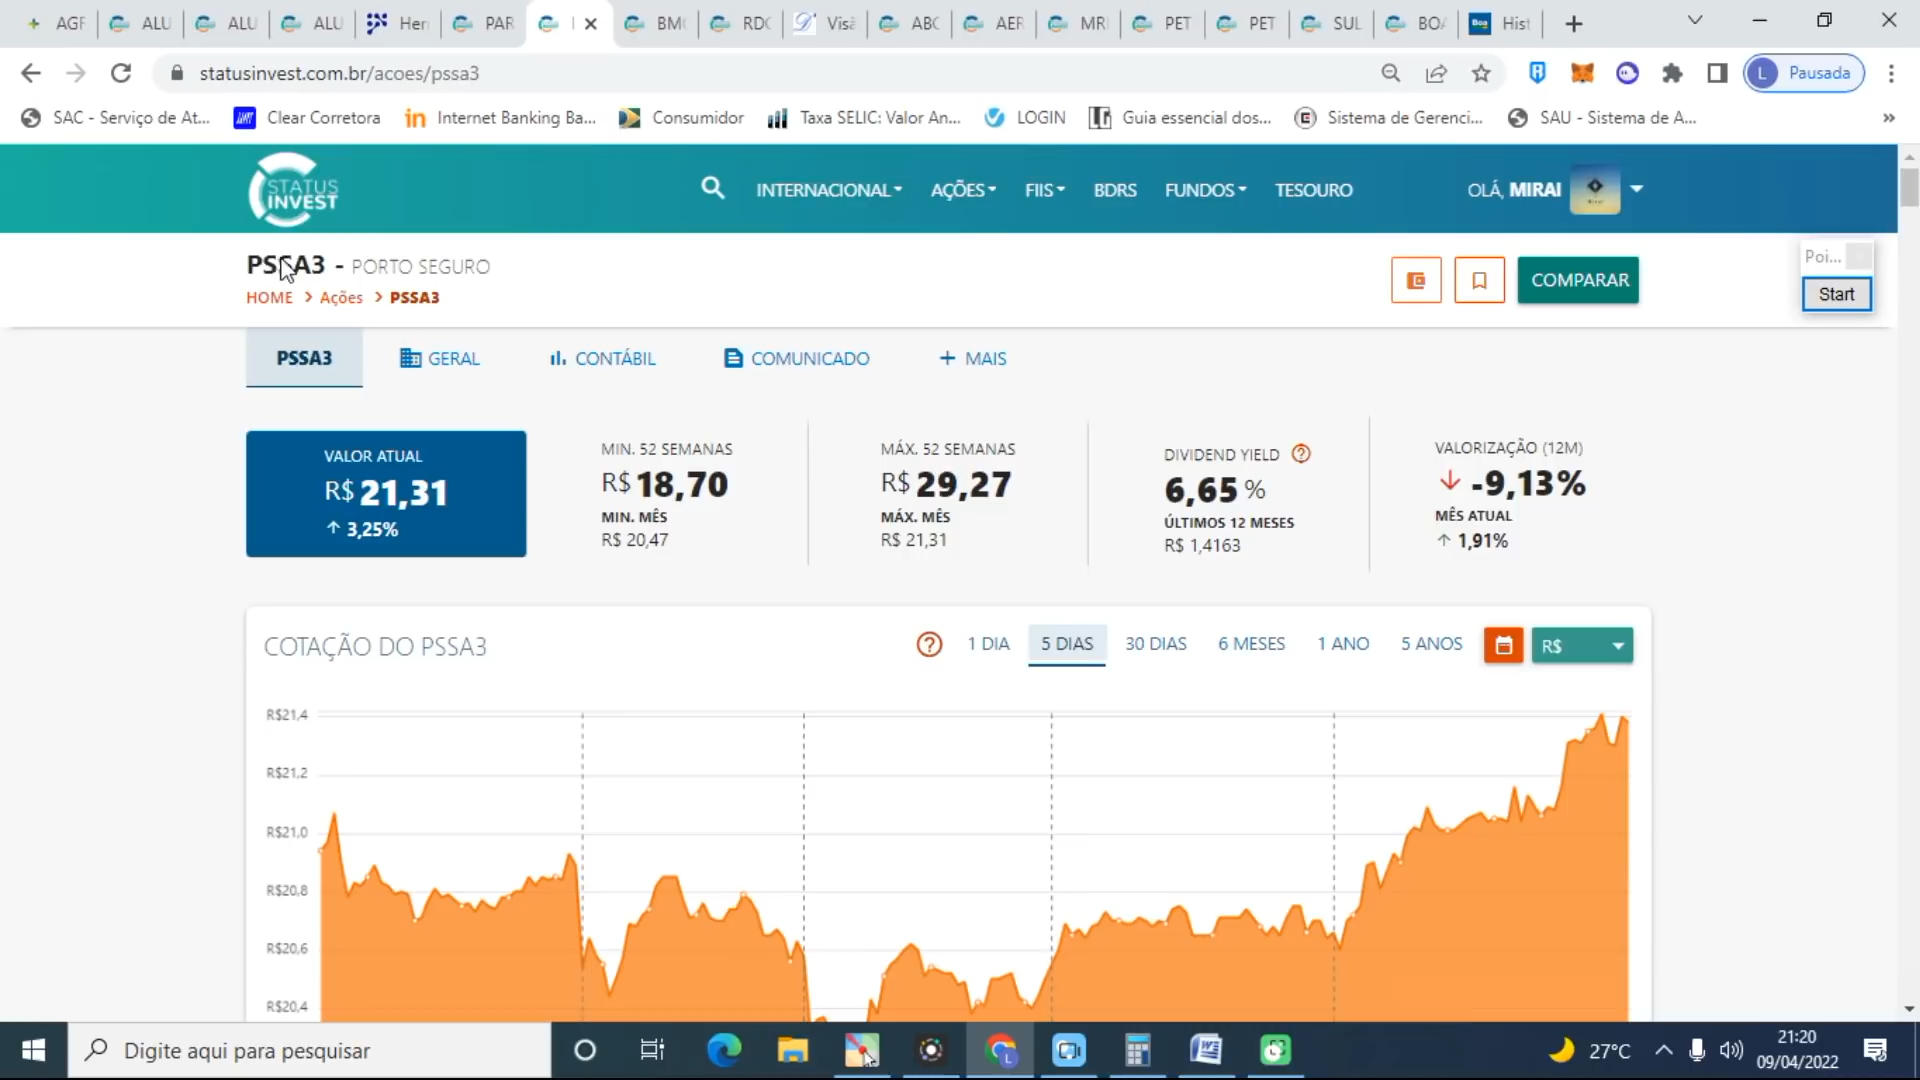 AGF ALU ALU ALU Her PAR BM RDC Visã ABC AER MR PET PET SUL BOA Hist
statusinvest.com.br/acoes/pssa3
L Pausada
SAC - Serviço de At... Clear Corretora Internet Banking Ba... Consumidor Taxa SELIC: Valor An... LOGIN Guia essencial dos... Sistema de Gerenci... SAU - Sistema de A... »
STATUS INVEST
INTERNACIONAL AÇÕES FIIS BDRS FUNDOS TESOURO OLÁ, MIRAI
PSSA3 - PORTO SEGURO
HOME > Ações > PSSA3
COMPARAR
Poi...
Start
PSSA3 GERAL CONTÁBIL COMUNICADO + MAIS
VALOR ATUAL
R$ 21,31
↑ 3,25%
MIN. 52 SEMANAS
R$ 18,70
MIN. MÊS
R$ 20,47
MÁX. 52 SEMANAS
R$ 29,27
MÁX. MÊS
R$ 21,31
DIVIDEND YIELD ?
6,65 %
ÚLTIMOS 12 MESES
R$ 1,4163
VALORIZAÇÃO (12M)
↓ -9,13%
MÊS ATUAL
↑ 1,91%
COTAÇÃO DO PSSA3
? 1 DIA 5 DIAS 30 DIAS 6 MESES 1 ANO 5 ANOS R$
R$21,4
R$21,2
R$21,0
R$20,8
R$20,6
R$20,4
Digite aqui para pesquisar
27°C
21:20
09/04/2022